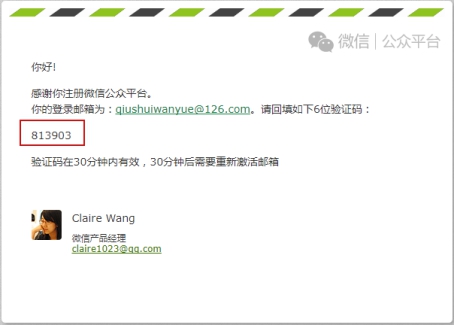 微信 | 公众平台
你好!
感谢你注册微信公众平台。
你的登录邮箱为：qiushuiwanyue@126.com。请回填如下6位验证码：
813903
验证码在30分钟内有效，30分钟后需要重新激活邮箱
Claire Wang
微信产品经理
claire1023@qq.com